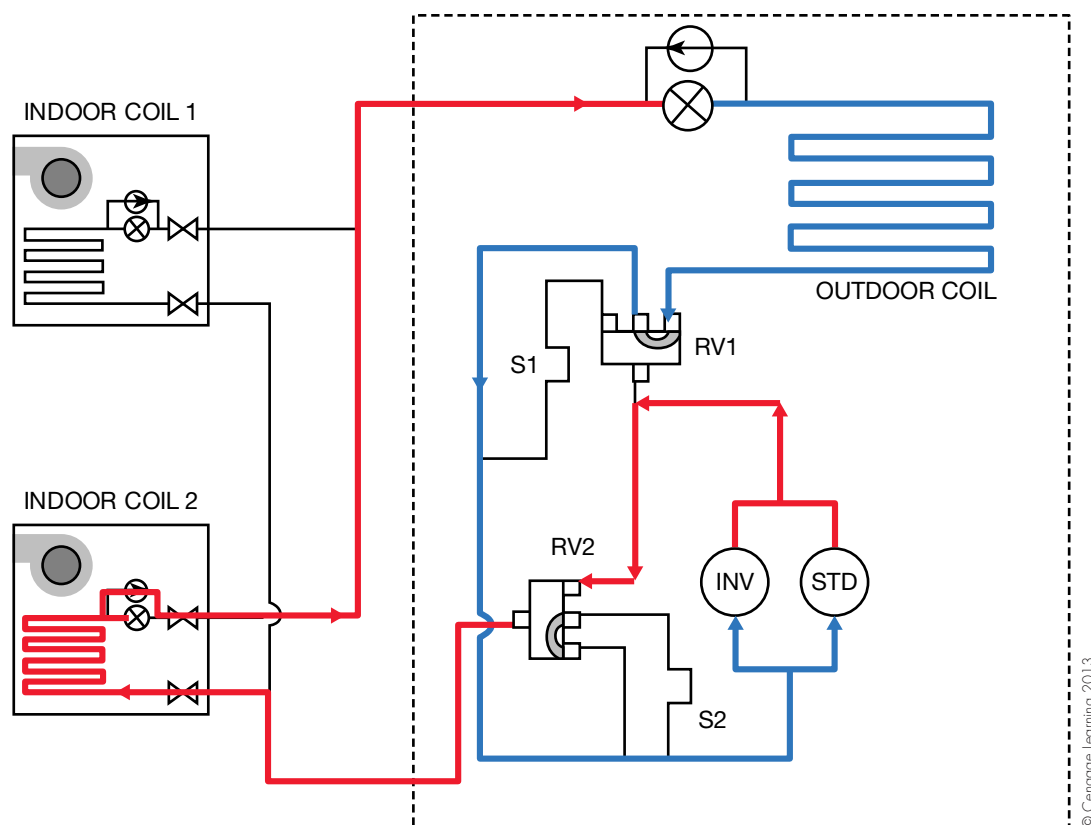 INDOOR COIL 1
OUTDOOR COIL
RV1
S1
INDOOR COIL 2
RV2
INV
STD
S2
© Cengage Learning 2013